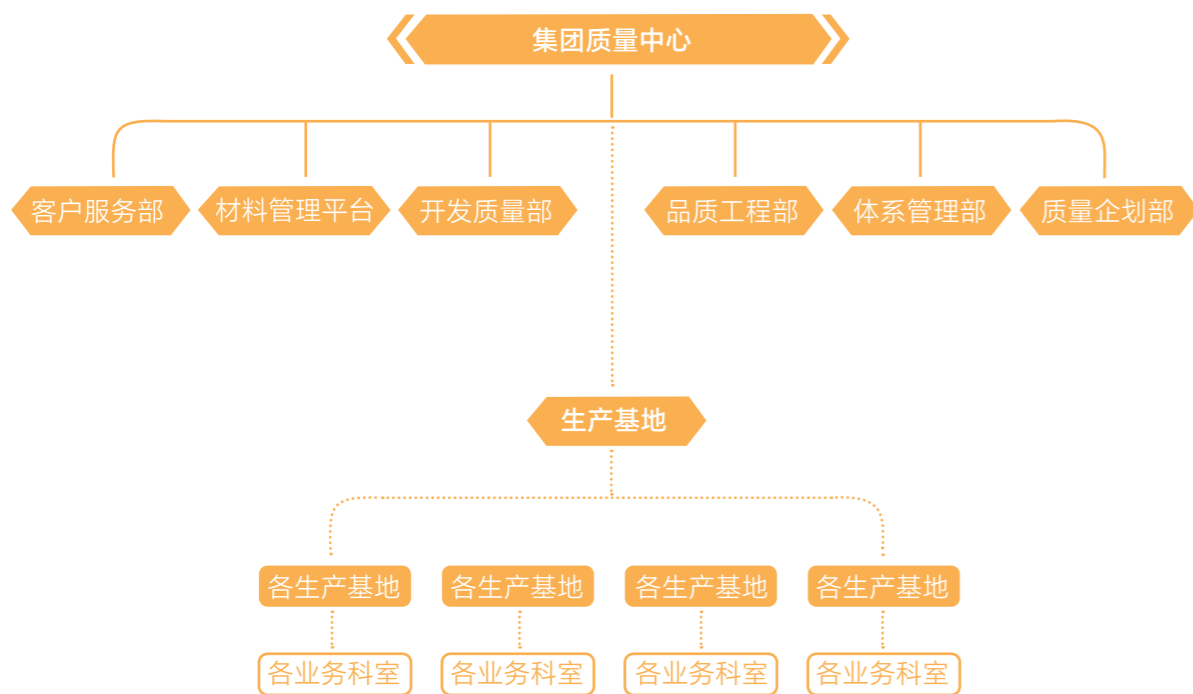 集团质量中心
客户服务部
材料管理平台
开发质量部
品质工程部
体系管理部
质量企划部
生产基地
各生产基地
各生产基地
各生产基地
各生产基地
各业务科室
各业务科室
各业务科室
各业务科室